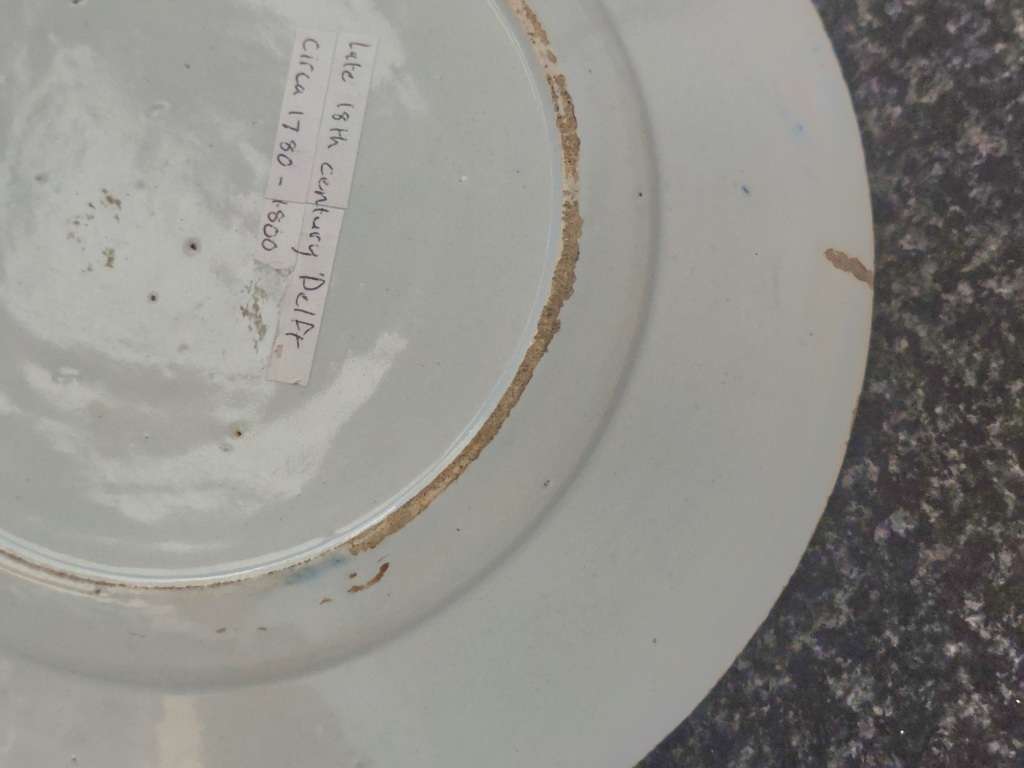 Late 18th century Delft
Circa 1780 - 1800